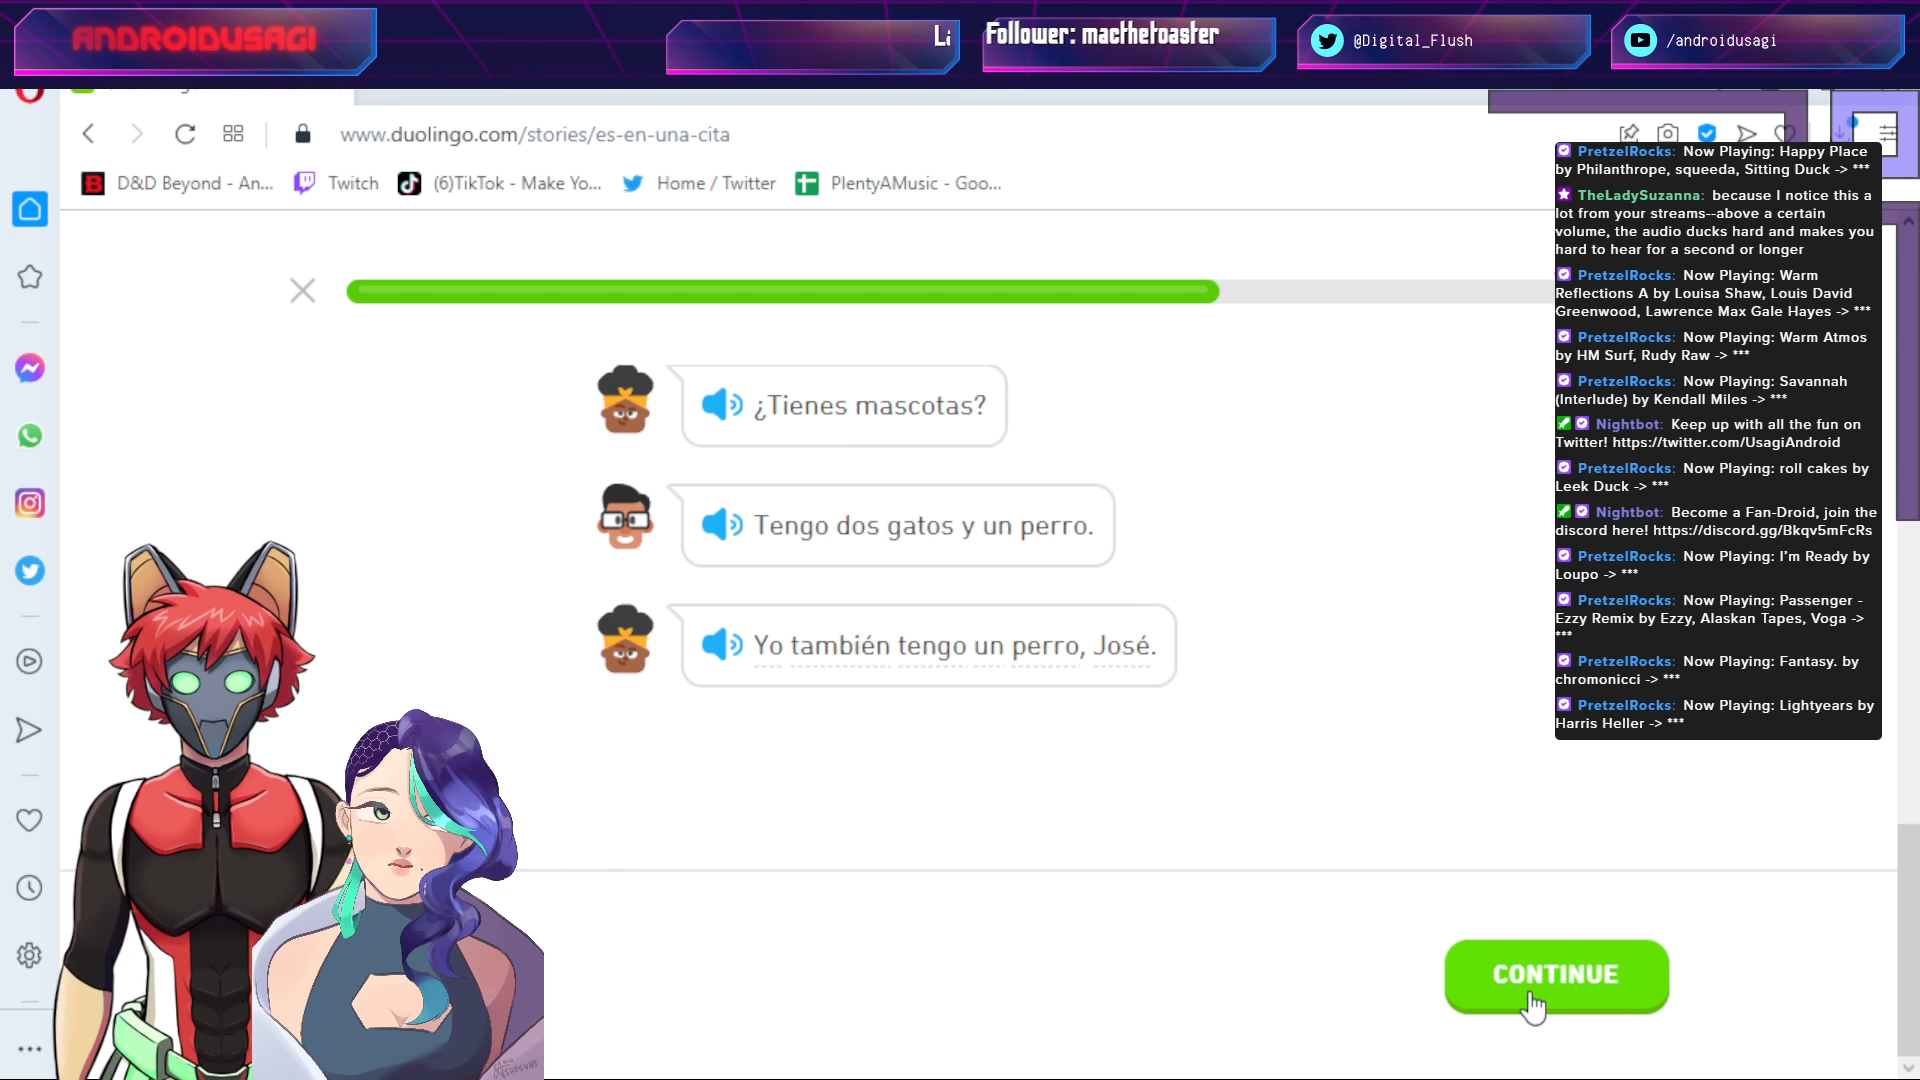 ANDROIDUSAGI
Li
Follower: macthetoaster
@Digital_Flush
/androidusagi
www.duolingo.com/stories/es-en-una-cita
D&D Beyond - An...
Twitch
(6)TikTok - Make Yo...
Home / Twitter
PlentyAMusic - Goo...
¿Tienes mascotas?
Tengo dos gatos y un perro.
Yo también tengo un perro, José.
CONTINUE
PretzelRocks: Now Playing: Happy Place
by Philanthrope, squeeda, Sitting Duck -> ***
TheLadySuzanna: because I notice this a
lot from your streams--above a certain
volume, the audio ducks hard and makes you
hard to hear for a second or longer
PretzelRocks: Now Playing: Warm
Reflections A by Louisa Shaw, Louis David
Greenwood, Lawrence Max Gale Hayes -> ***
PretzelRocks: Now Playing: Warm Atmos
by HM Surf, Rudy Raw -> ***
PretzelRocks: Now Playing: Savannah
(Interlude) by Kendall Miles -> ***
Nightbot: Keep up with all the fun on
Twitter! https://twitter.com/UsagiAndroid
PretzelRocks: Now Playing: roll cakes by
Leek Duck -> ***
Nightbot: Become a Fan-Droid, join the
discord here! https://discord.gg/Bkqv5mFcRs
PretzelRocks: Now Playing: I'm Ready by
Loupo -> ***
PretzelRocks: Now Playing: Passenger -
Ezzy Remix by Ezzy, Alaskan Tapes, Voga ->
***
PretzelRocks: Now Playing: Fantasy. by
chromonicci -> ***
PretzelRocks: Now Playing: Lightyears by
Harris Heller -> ***